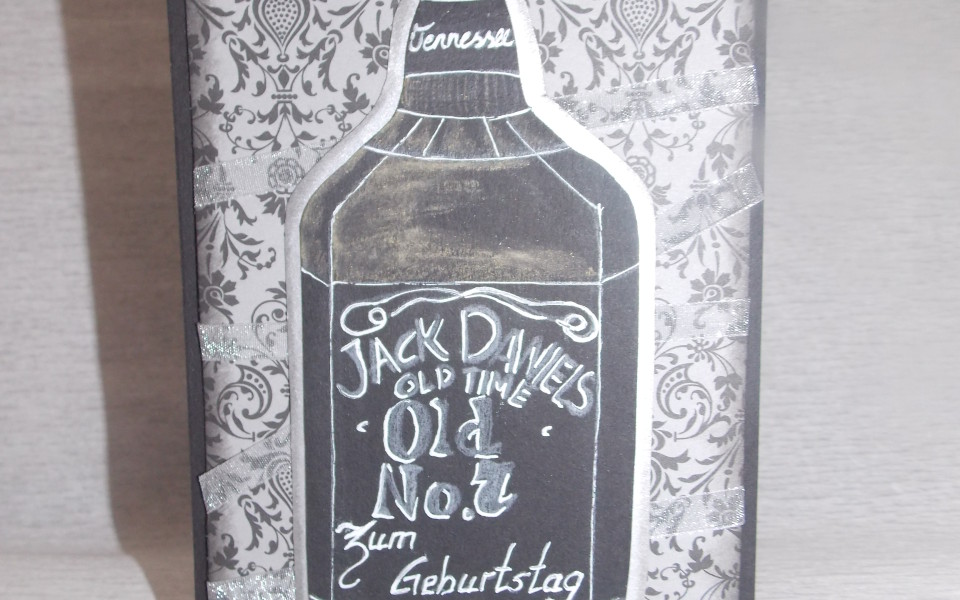 Tennessee
JACK DANIELS
OLD TIME
Old
No.7
Zum
Geburtstag